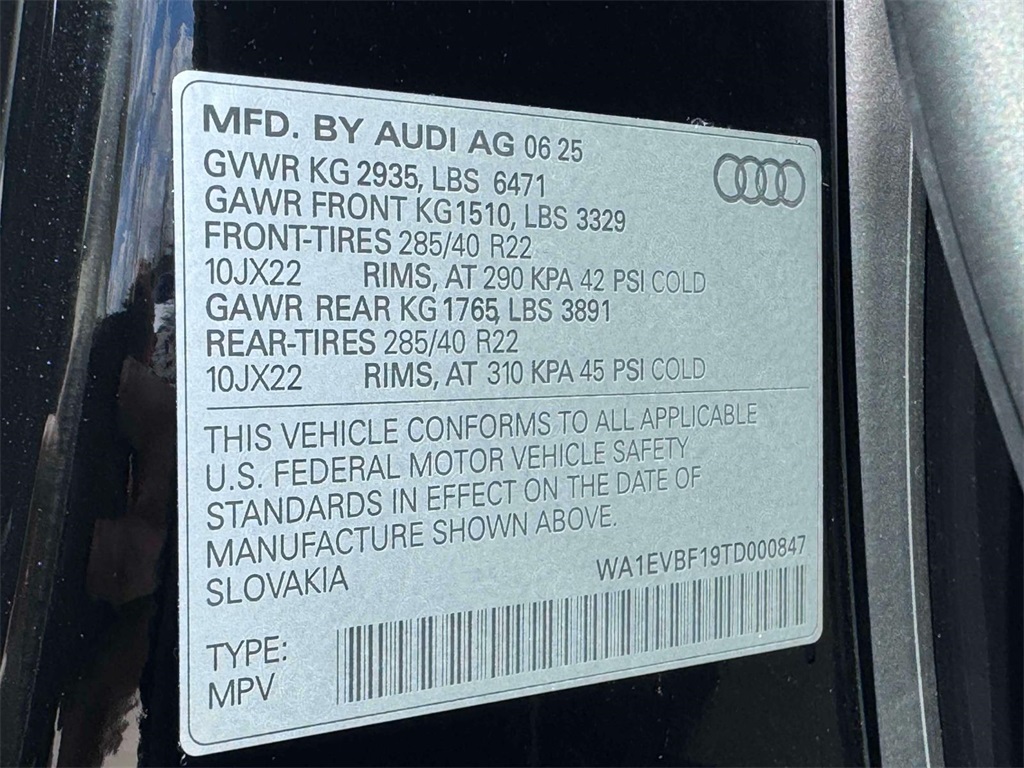 MFD. BY AUDI AG 06 25
GVWR KG 2935, LBS 6471
GAWR FRONT KG1510, LBS 3329
FRONT-TIRES 285/40 R22
10JX22 RIMS, AT 290 KPA 42 PSI COLD
GAWR REAR KG 1765, LBS 3891
REAR-TIRES 285/40 R22
10JX22 RIMS, AT 310 KPA 45 PSI COLD
THIS VEHICLE CONFORMS TO ALL APPLICABLE
U.S. FEDERAL MOTOR VEHICLE SAFETY
STANDARDS IN EFFECT ON THE DATE OF
MANUFACTURE SHOWN ABOVE.
SLOVAKIA WA1EVBF19TD000847
TYPE:
MPV